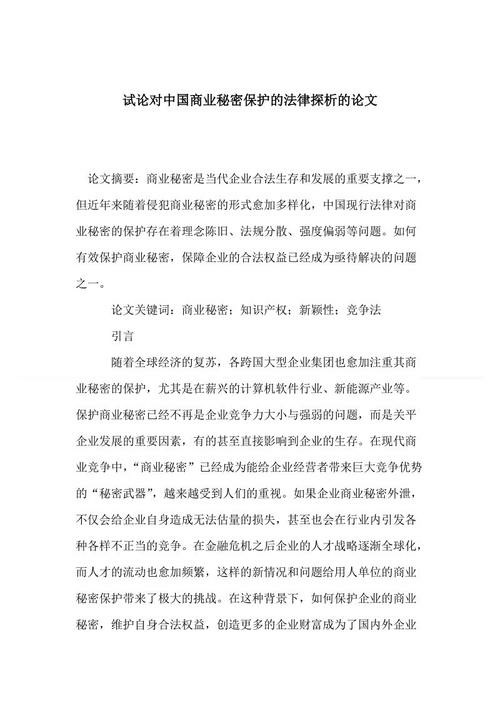 试论对中国商业秘密保护的法律探析的论文
论文摘要：商业秘密是当代企业合法生存和发展的重要支撑之一，
但近年来随着侵犯商业秘密的形式愈加多样化，中国现行法律对商
业秘密的保护存在着理念陈旧、法规分散、强度偏弱等问题。如何
有效保护商业秘密，保障企业的合法权益已经成为亟待解决的问题
之一。
论文关键词：商业秘密；知识产权；新颖性；竞争法
引言
随着全球经济的复苏，各跨国大型企业集团也愈加注重其商
业秘密的保护，尤其是在薪兴的计算机软件行业、新能源产业等。
保护商业秘密已经不再是企业竞争力大小与强弱的问题，而是关平
企业发展的重要因素，有的甚至直接影响到企业的生存。在现代商
业竞争中，“商业秘密”已经成为能给企业经营者带来巨大竞争优势
的“秘密武器”，越来越受到人们的重视。如果企业商业秘密外泄，
不仅会给企业自身造成无法估量的损失，甚至也会在行业内引发各
种各样不正当的竞争。在金融危机之后企业的人才战略逐渐全球化，
而人才的流动也愈加频繁，这样的新情况和问题给用人单位的商业
秘密保护带来了极大的挑战。在这种背景下，如何保护企业的商业
秘密，维护自身合法权益，创造更多的企业财富成为了国内外企业